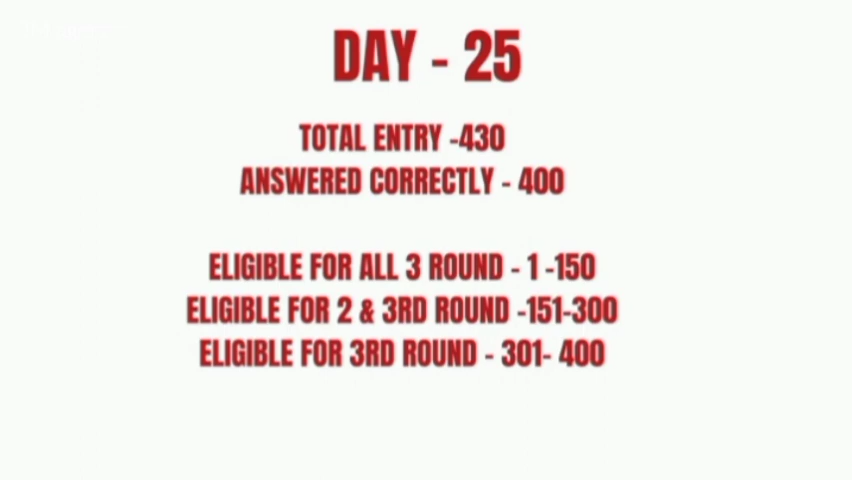 DAY - 25
TOTAL ENTRY -430
ANSWERED CORRECTLY - 400
ELIGIBLE FOR ALL 3 ROUND - 1 -150
ELIGIBLE FOR 2 & 3RD ROUND -151-300
ELIGIBLE FOR 3RD ROUND - 301- 400